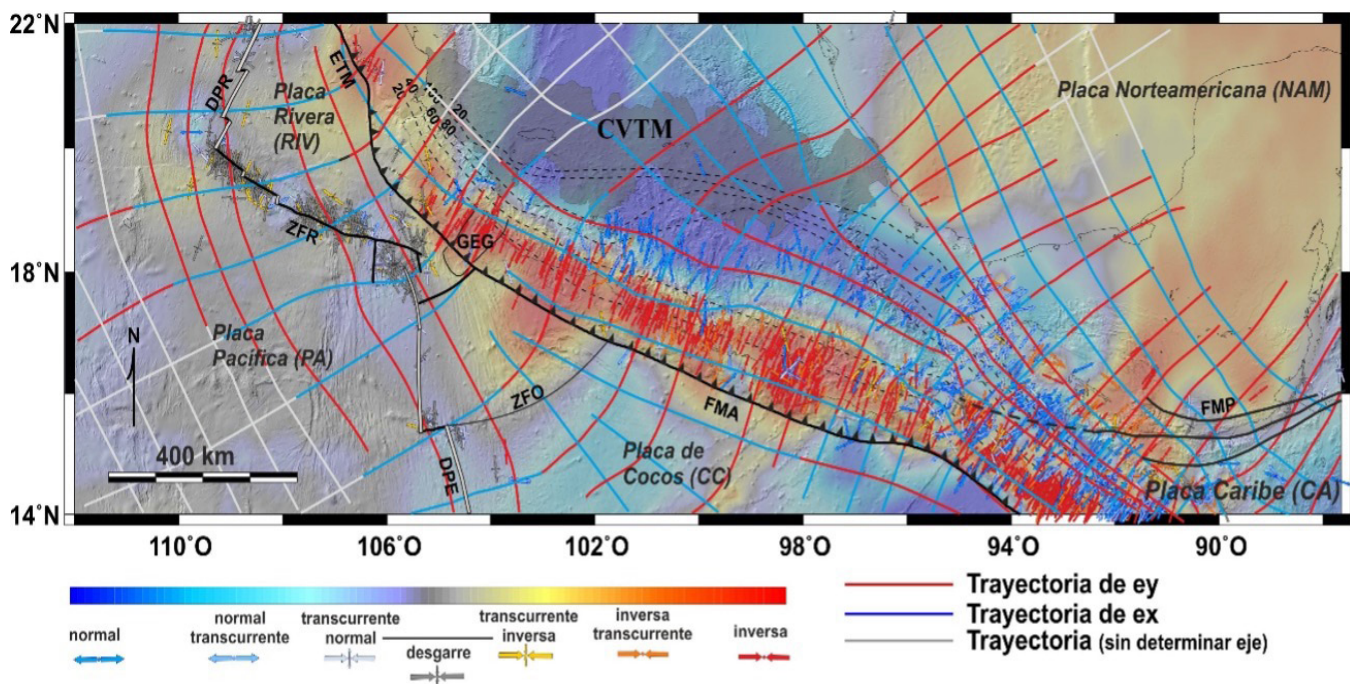 22°N
18°N
14°N
DPR
Placa
Rivera
(RIV)
ETM
20
40
60
80
100
20
CVTM
Placa Norteamericana (NAM)
ZFR
GEG
Placa
Pacífica (PA)
N
400 km
ZFO
DPE
FMA
Placa de
Cocos (CC)
FMP
Placa Caribe (CA)
110°O
106°O
102°O
98°O
94°O
90°O
normal
normal
transcurrente
transcurrente
normal
desgarre
transcurrente
inversa
inversa
transcurrente
inversa
Trayectoria de ey
Trayectoria de ex
Trayectoria (sin determinar eje)